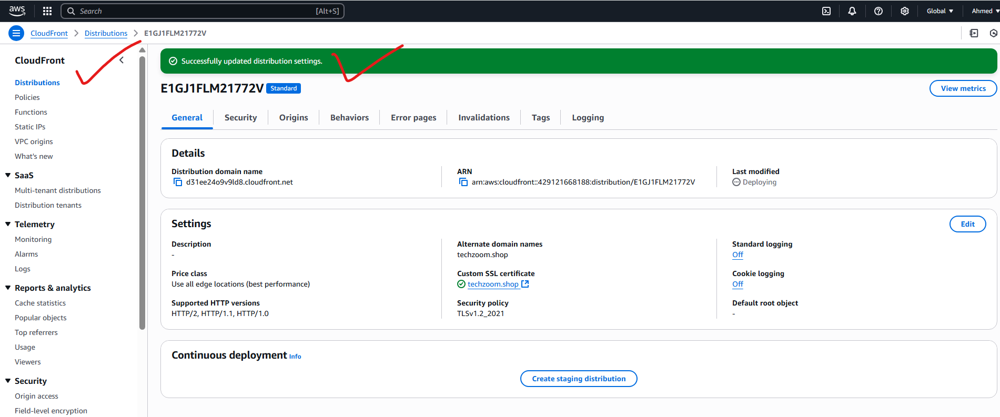 aws
Search [Alt+S]
Global ▼
Ahmed ▼
CloudFront > Distributions > E1GJ1FLM21772V
CloudFront
Distributions
Policies
Functions
Static IPs
VPC origins
What's new
SaaS
Multi-tenant distributions
Distribution tenants
Telemetry
Monitoring
Alarms
Logs
Reports & analytics
Cache statistics
Popular objects
Top referrers
Usage
Viewers
Security
Origin access
Field-level encryption
Successfully updated distribution settings.
E1GJ1FLM21772V Standard
View metrics
General Security Origins Behaviors Error pages Invalidations Tags Logging
Details
Distribution domain name
d31ee24o9v9ld8.cloudfront.net
ARN
arn:aws:cloudfront::429121668188:distribution/E1GJ1FLM21772V
Last modified
Deploying
Settings
Edit
Description
-
Price class
Use all edge locations (best performance)
Supported HTTP versions
HTTP/2, HTTP/1.1, HTTP/1.0
Alternate domain names
techzoom.shop
Custom SSL certificate
techzoom.shop
Security policy
TLSv1.2_2021
Standard logging
Off
Cookie logging
Off
Default root object
-
Continuous deployment Info
Create staging distribution